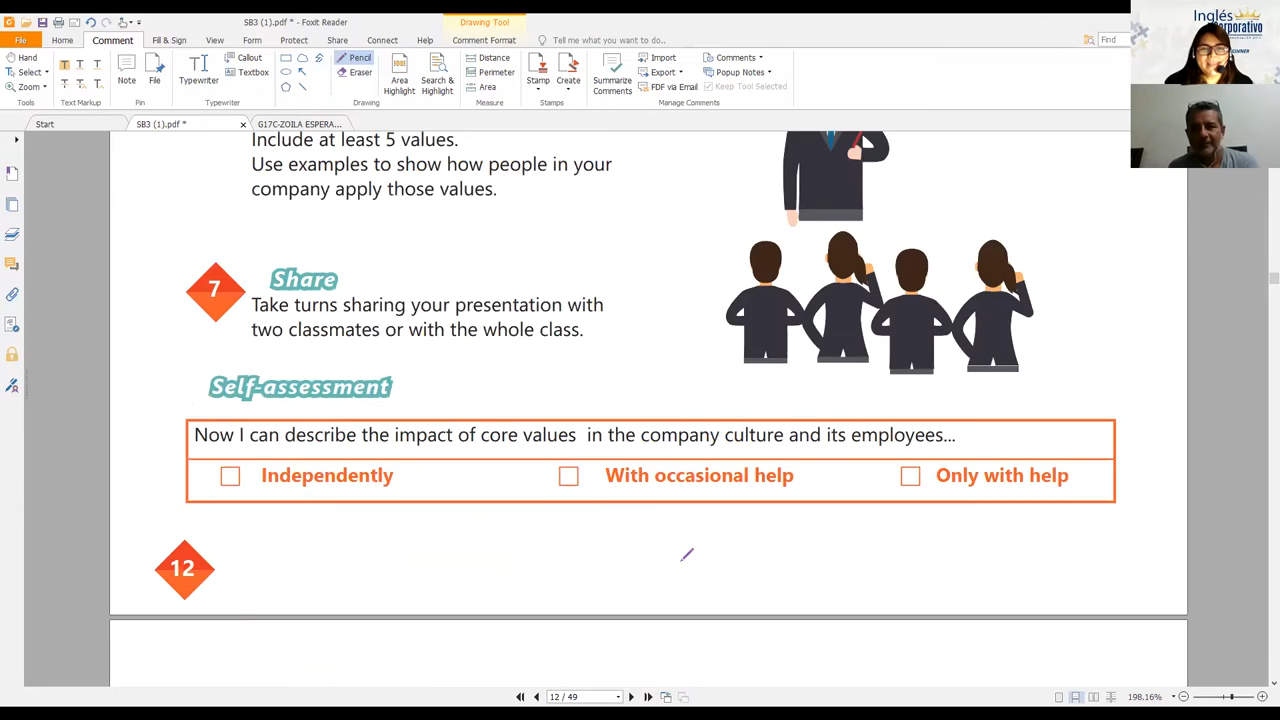 SB3 (1).pdf * - Foxit Reader
Drawing Tool
File
Home
Comment
Fill & Sign
View
Form
Protect
Share
Connect
Help
Comment Format
Tell me what you want to do...
Find
Hand
Select
Zoom
Tools
T T T
T T T
Text Markup
Note
File
Pin
Typewriter
Callout
Textbox
Typewriter
Pencil
Eraser
Drawing
Area Highlight
Search & Highlight
Distance
Perimeter
Area
Measure
Stamp
Create
Stamps
Summarize Comments
Import
Export
FDF via Email
Comments
Popup Notes
Keep Tool Selected
Manage Comments
Start
SB3 (1).pdf *
G17C-ZOILA ESPERA...
Inglés
Corporativo
Include at least 5 values.
Use examples to show how people in your
company apply those values.
7
Share
Take turns sharing your presentation with
two classmates or with the whole class.
Self-assessment
Now I can describe the impact of core values in the company culture and its employees...
Independently
With occasional help
Only with help
12
12 / 49
198.16%